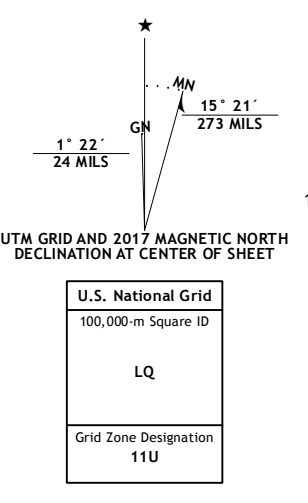 ★
MN
GN
15° 21´
273 MILS
1° 22´
24 MILS
UTM GRID AND 2017 MAGNETIC NORTH
DECLINATION AT CENTER OF SHEET
U.S. National Grid
100,000-m Square ID
LQ
Grid Zone Designation
11U